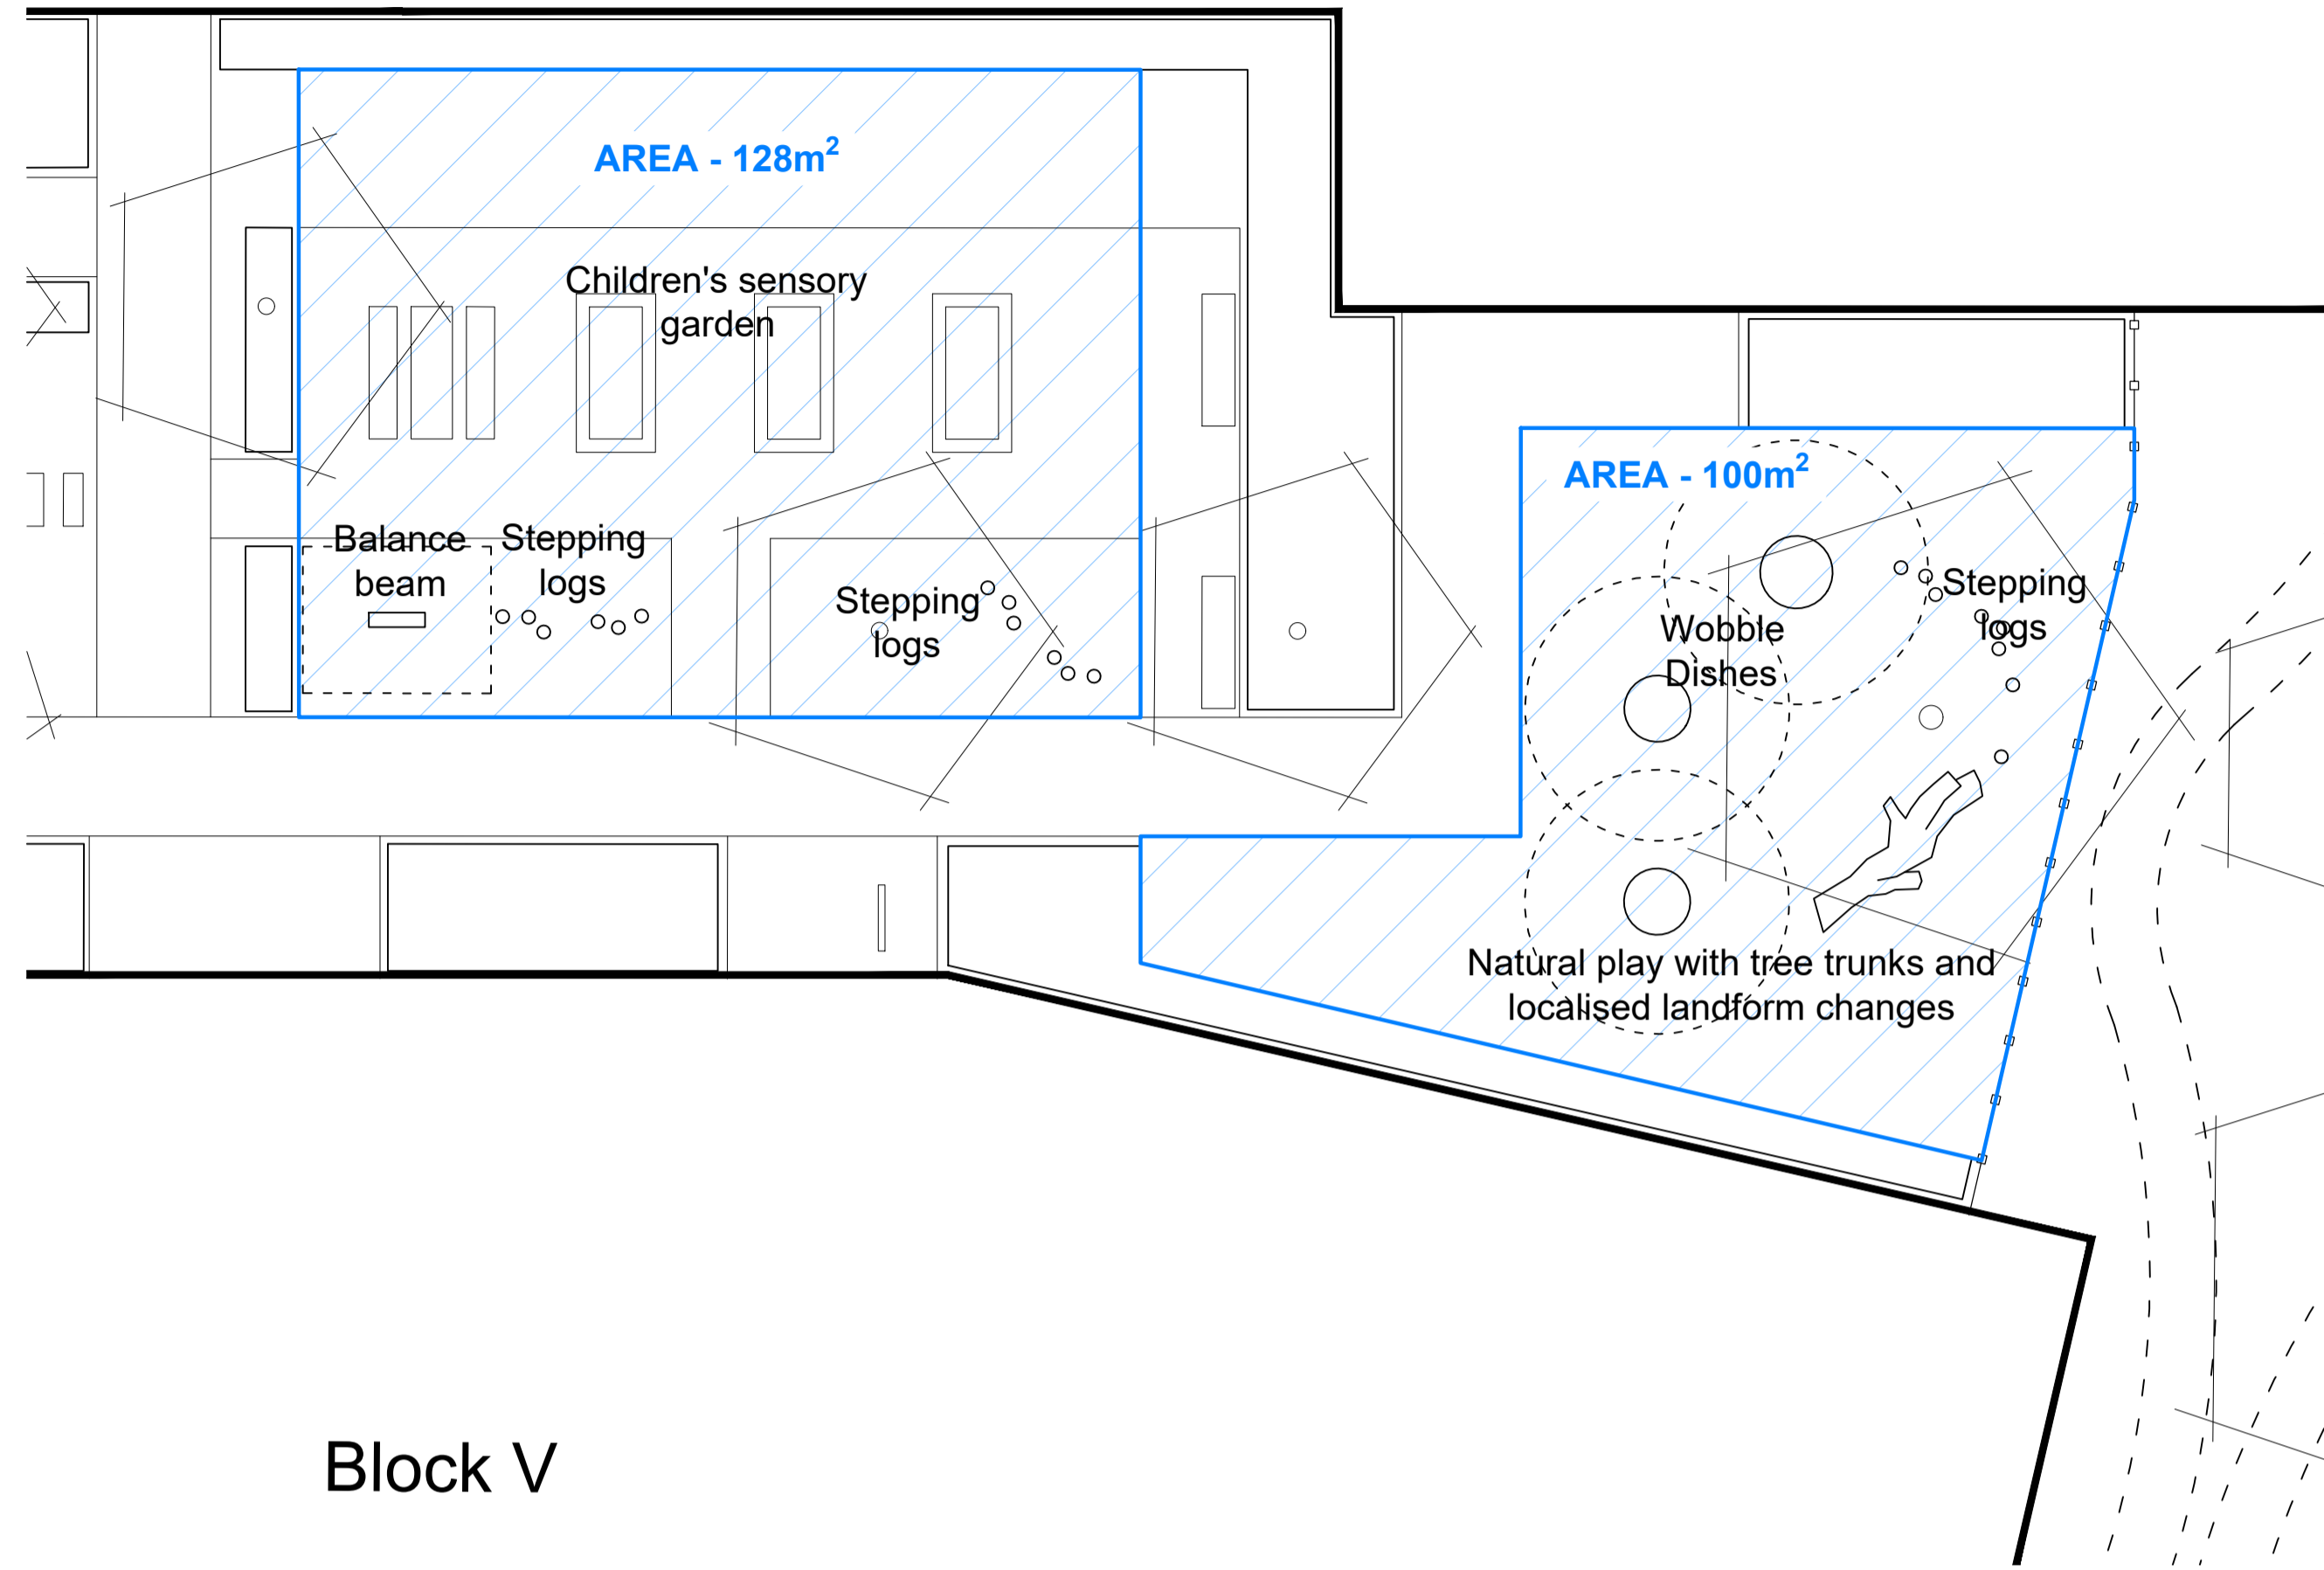 AREA - 128m²
Children's sensory
garden
Balance
beam
Stepping
logs
Stepping
logs
AREA - 100m²
Stepping
logs
Wobble
Dishes
Natural play with tree trunks and
localised landform changes
Block V